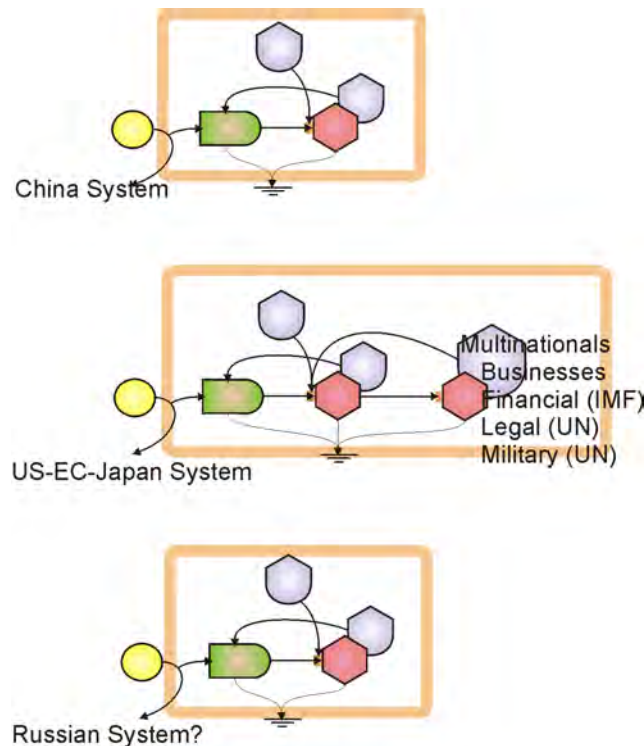 China System
Multinationals
Businesses
Financial (IMF)
Legal (UN)
Military (UN)
US-EC-Japan System
Russian System?